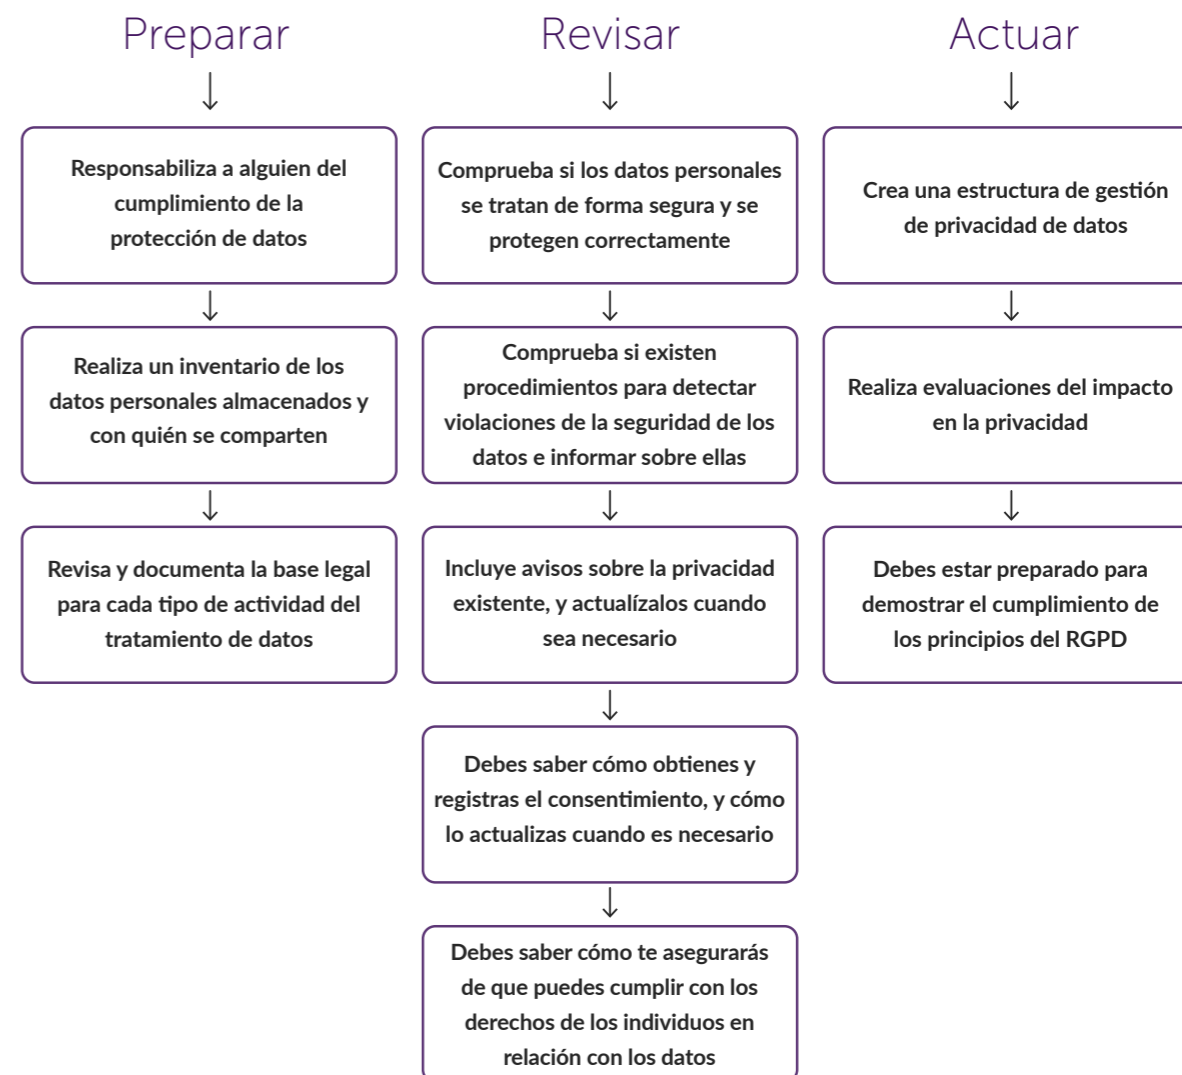 Preparar
Responsabiliza a alguien del
cumplimiento de la
protección de datos
Realiza un inventario de los
datos personales almacenados y
con quién se comparten
Revisa y documenta la base legal
para cada tipo de actividad del
tratamiento de datos
Revisar
Comprueba si los datos personales
se tratan de forma segura y se
protegen correctamente
Comprueba si existen
procedimientos para detectar
violaciones de la seguridad de los
datos e informar sobre ellas
Incluye avisos sobre la privacidad
existente, y actualízalos cuando
sea necesario
Debes saber cómo obtienes y
registras el consentimiento, y cómo
lo actualizas cuando es necesario
Debes saber cómo te asegurarás
de que puedes cumplir con los
derechos de los individuos en
relación con los datos
Actuar
Crea una estructura de gestión
de privacidad de datos
Realiza evaluaciones del impacto
en la privacidad
Debes estar preparado para
demostrar el cumplimiento de
los principios del RGPD